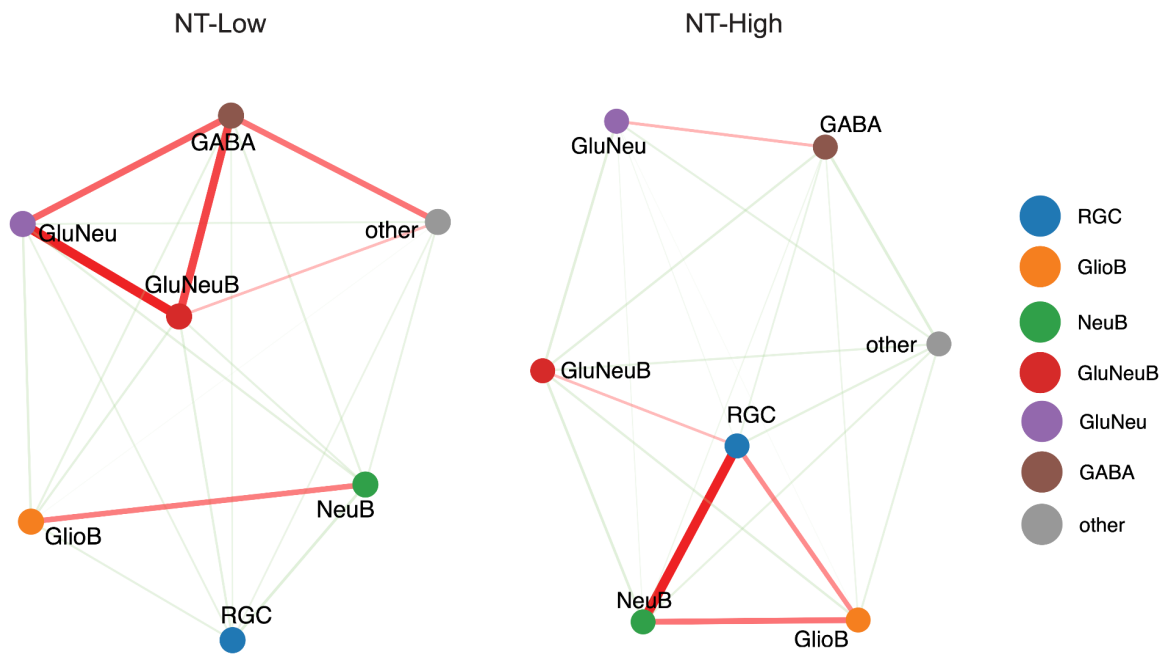 NT-Low
GABA
GluNeu
other
GluNeuB
NeuB
GlioB
RGC
NT-High
GABA
GluNeu
other
GluNeuB
RGC
NeuB
GlioB
RGC
GlioB
NeuB
GluNeuB
GluNeu
GABA
other